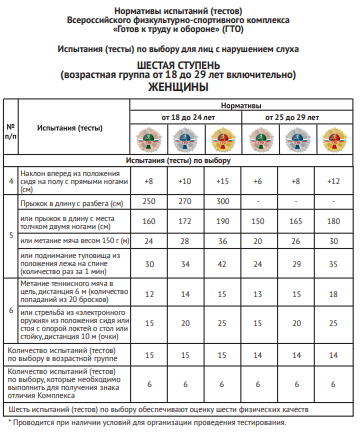 Нормативы испытаний (тестов)
Всероссийского физкультурно-спортивного комплекса
«Готов к труду и обороне» (ГТО)
Испытания (тесты) по выбору для лиц с нарушением слуха
ШЕСТАЯ СТУПЕНЬ
(возрастная группа от 18 до 29 лет включительно)
ЖЕНЩИНЫ
№ п/п Испытания (тесты) Нормативы
от 18 до 24 лет от 25 до 29 лет
Испытания (тесты) по выбору
4 Наклон вперед из положения
сидя на полу с прямыми ногами
(см) +8 +10 +15 +6 +8 +12
5 Прыжок в длину с разбега (см) 250 270 300 - - -
или прыжок в длину с места
толчком двумя ногами (см) 160 172 190 150 165 180
или метание мяча весом 150 г (м) 24 28 36 20 26 30
или поднимание туловища из
положения лежа на спине
(количество раз за 1 мин) 30 34 42 24 29 35
6 Метание теннисного мяча в
цель, дистанция 6 м (количество
попаданий из 20 бросков) 12 14 15 13 15 18
или стрельба из «электронного
оружия» из положения сидя или
стоя с опорой локтей о стол или
стойку, дистанция 10 м (очки) 15 20 25 15 20 25
Количество испытаний (тестов)
по выбору в возрастной группе 15 15 15 14 14 14
Количество испытаний (тестов)
по выбору, которые необходимо
выполнить для получения знака
отличия Комплекса 6 6 6 6 6 6
Шесть испытаний (тестов) по выбору обеспечивают оценку шести физических качеств
* Проводится при наличии условий для организации проведения тестирования.